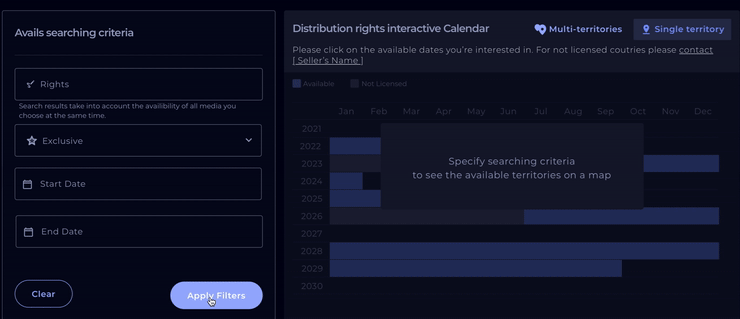 Avails searching criteria
Rights
Search results take into account the availibility of all media you
choose at the same time.
Exclusive
Start Date
End Date
Clear
Apply Filters
Distribution rights interactive Calendar
Multi-territories
Single territory
Please click on the available dates you're interested in. For not licensed coutries please contact
[ Seller's Name ]
Available
Not Licensed
Jan Feb Mar Apr May Jun Jul Aug Sep Oct Nov Dec
2021
2022
2023
2024
2025
2026
2027
2028
2029
2030
Specify searching criteria
to see the available territories on a map